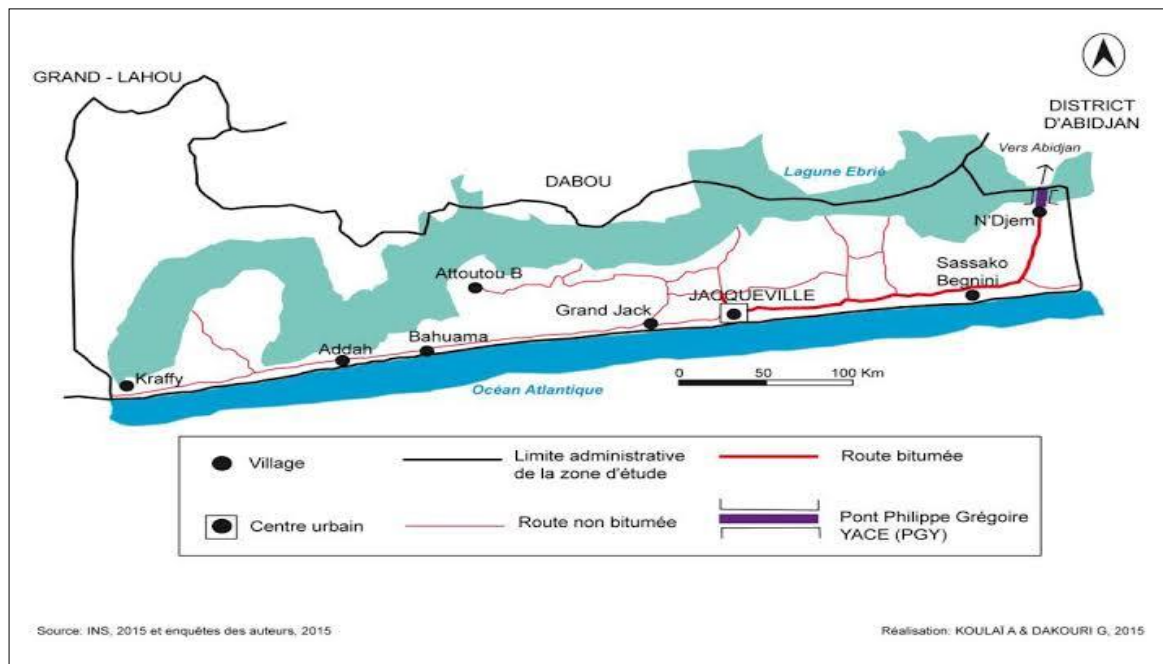 GRAND - LAHOU
DISTRICT
D'ABIDJAN
Vers Abidjan
Lagune Ebrié
DABOU
N'Djem
Attoutou B
Sassako
Begnini
JACQUEVILLE
Grand Jack
Bahuama
Addah
Kraffy
Océan Atlantique
0 50 100 Km
Village
Limite administrative
de la zone d'étude
Route bitumée
Centre urbain
Route non bitumée
Pont Philippe Grégoire
YACE (PGY)
Source: INS, 2015 et enquêtes des auteurs, 2015
Réalisation: KOULAÏ A & DAKOURI G, 2015